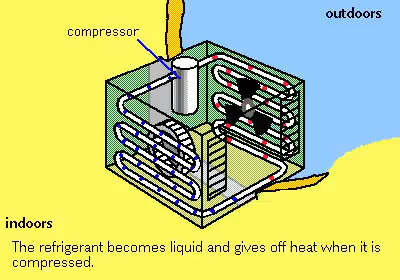 outdoors
compressor
indoors
The refrigerant becomes liquid and gives off heat when it is
compressed.